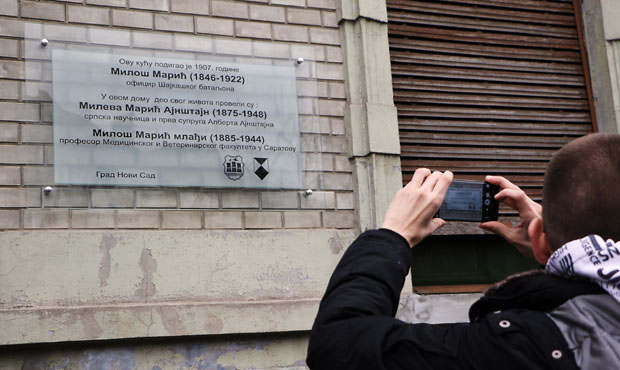 Ову кућу подигао је 1907. године
Милош Марић (1846-1922)
официр Шајкашког батаљона
У овом дому део свог живота провели су :
Милева Марић Ајнштајн (1875-1948)
српска научница и прва супруга Алберта Ајнштајна
Милош Марић млађи (1885-1944)
професор Медицинског и Ветеринарског факултета у Саратову
Град Нови Сад